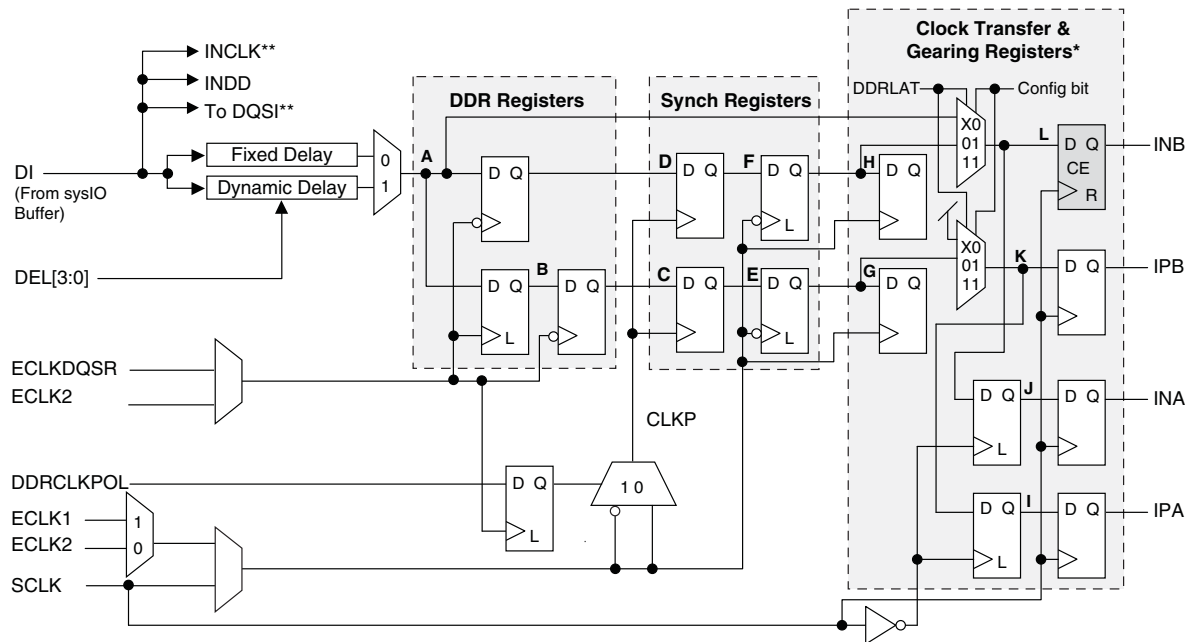 Clock Transfer &
Gearing Registers*
INCLK**
INDD
To DQSI**
DDR Registers
Synch Registers
DDRLAT
Config bit
DI
(From sysIO
Buffer)
Fixed Delay
Dynamic Delay
0
1
A
D Q
D
D Q
F
D Q
L
H
D Q
X0
01
11
L
D Q
CE
R
INB
DEL[3:0]
D Q
L
B
D Q
C
D Q
E
D Q
L
G
D Q
X0
01
11
K
D Q
IPB
ECLKDQSR
ECLK2
CLKP
D Q
L
J
D Q
INA
DDRCLKPOL
D Q
L
1 0
ECLK1
ECLK2
1
0
D Q
L
I
D Q
IPA
SCLK